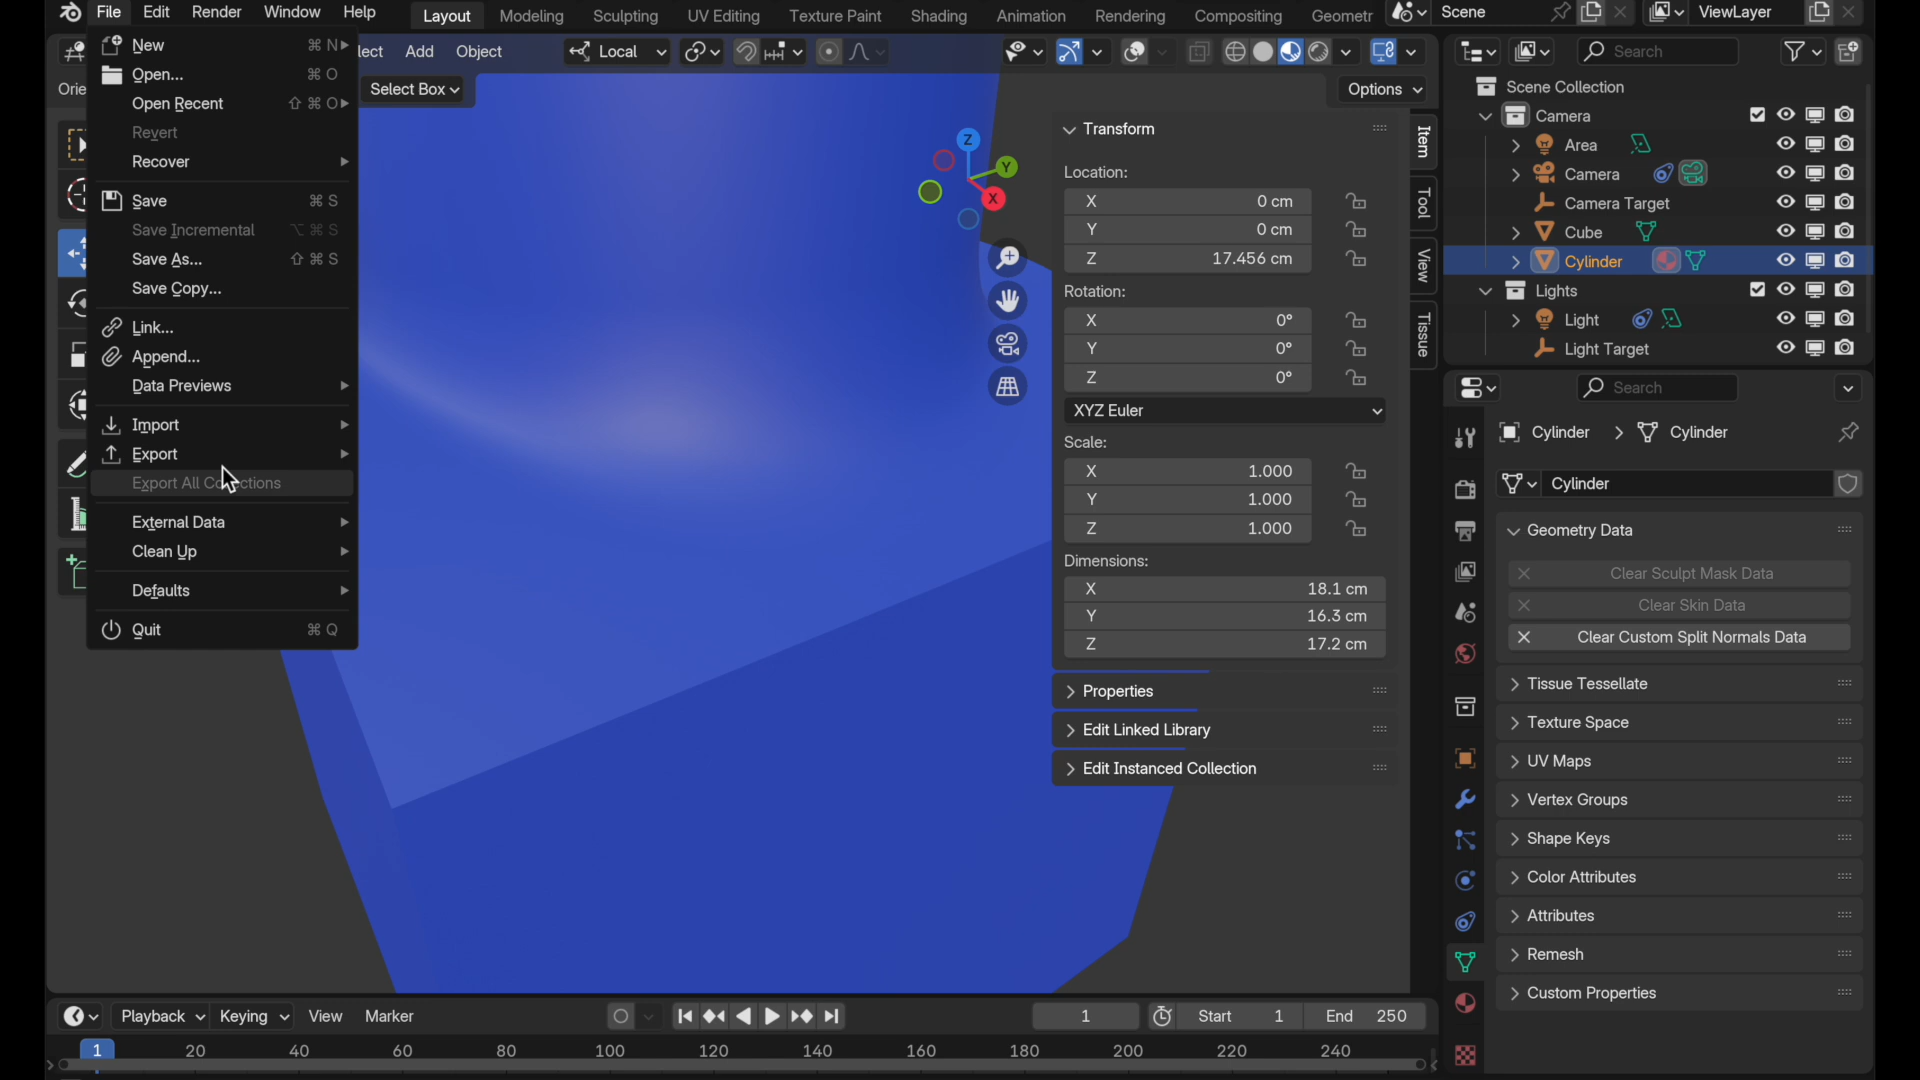 File Edit Render Window Help Layout Modeling Sculpting UV Editing Texture Paint Shading Animation Rendering Compositing Geometr Scene ViewLayer
New ⌘ N
Open... ⌘ O
Open Recent ⇧ ⌘ O
Revert
Recover
Save ⌘ S
Save Incremental ⌥ ⌘ S
Save As... ⇧ ⌘ S
Save Copy...
Link...
Append...
Data Previews
Import
Export
Export All Co ctions
External Data
Clean Up
Defaults
Quit ⌘ Q
Orie
lect Add Object Local
Select Box
Options
Z
Y
X
Transform
Location:
X 0 cm
Y 0 cm
Z 17.456 cm
Rotation:
X 0°
Y 0°
Z 0°
XYZ Euler
Scale:
X 1.000
Y 1.000
Z 1.000
Dimensions:
X 18.1 cm
Y 16.3 cm
Z 17.2 cm
Properties
Edit Linked Library
Edit Instanced Collection
Item
Tool
View
Tissue
Search
Scene Collection
Camera
Area
Camera
Camera Target
Cube
Cylinder
Lights
Light
Light Target
Search
Cylinder Cylinder
Cylinder
Geometry Data
Clear Sculpt Mask Data
Clear Skin Data
Clear Custom Split Normals Data
Tissue Tessellate
Texture Space
UV Maps
Vertex Groups
Shape Keys
Color Attributes
Attributes
Remesh
Custom Properties
Playback Keying View Marker 1 Start 1 End 250
1 20 40 60 80 100 120 140 160 180 200 220 240